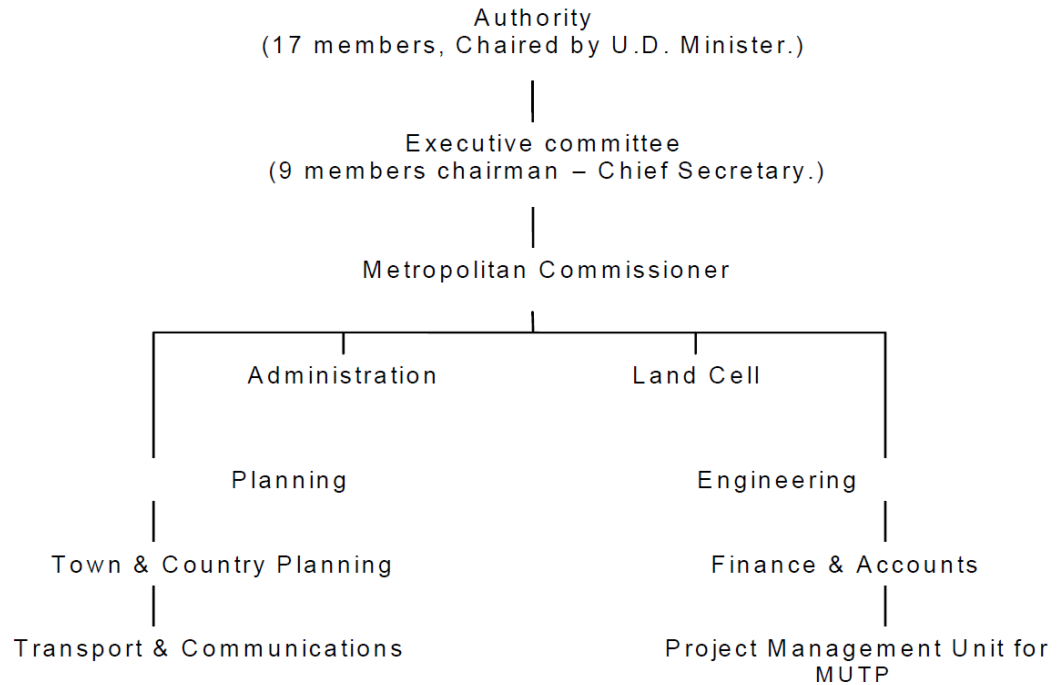 Authority
(17 members, Chaired by U.D. Minister.)
Executive committee
(9 members chairman – Chief Secretary.)
Metropolitan Commissioner
Administration
Land Cell
Planning
Engineering
Town & Country Planning
Finance & Accounts
Transport & Communications
Project Management Unit for
MUTP